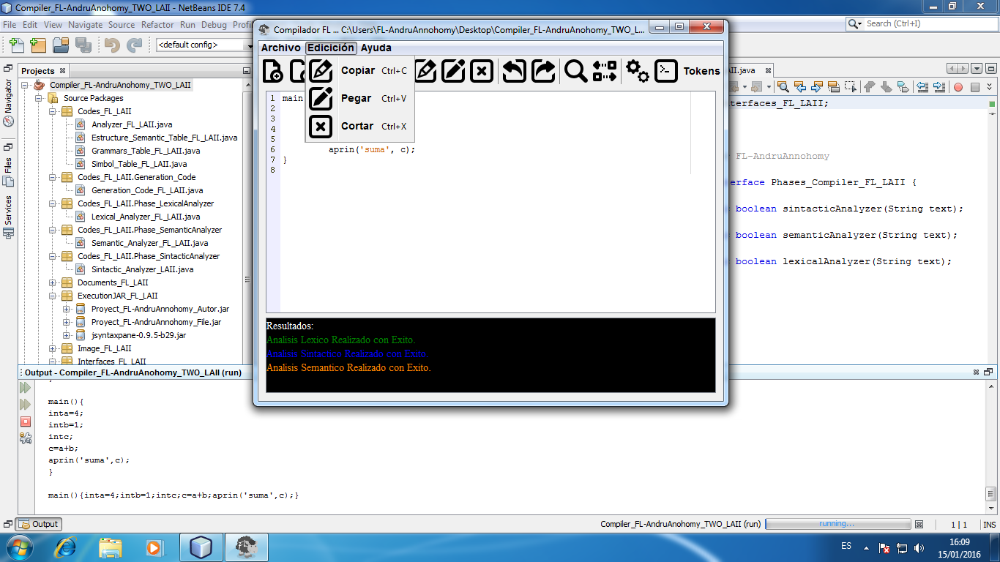 Compiler_FL-AndruAnohomy_TWO_LAII - NetBeans IDE 7.4
File Edit View Navigate Source Refactor Run Debug Profi
Search (Ctrl+I)
<default config>
Compilador FL ... C:\Users\FL-AndruAnnohomy\Desktop\Compiler_FL-AndruAnohomy_TWO_L...
Archivo Edicición Ayuda
Copiar Ctrl+C
Pegar Ctrl+V
Cortar Ctrl+X
Tokens
1 main
2
3
4
5
6 aprin('suma', c);
7 }
8
Resultados:
Analisis Lexico Realizado con Exito.
Analisis Sintactico Realizado con Exito.
Analisis Semantico Realizado con Exito.
Navigator
Files
Services
Projects
Compiler_FL-AndruAnohomy_TWO_LAII
Source Packages
Codes_FL_LAII
Analyzer_FL_LAII.java
Estructure_Semantic_Table_FL_LAII.java
Grammars_Table_FL_LAII.java
Simbol_Table_FL_LAII.java
Codes_FL_LAII.Generation_Code
Generation_Code_FL_LAII.java
Codes_FL_LAII.Phase_LexicalAnalyzer
Lexical_Analyzer_FL_LAII.java
Codes_FL_LAII.Phase_SemanticAnalyzer
Semantic_Analyzer_FL_LAII.java
Codes_FL_LAII.Phase_SintacticAnalyzer
Sintactic_Analyzer_LAII.java
Documents_FL_LAII
ExecutionJAR_FL_LAII
Proyect_FL-AndruAnnohomy_Autor.jar
Proyect_FL-AndruAnnohomy_File.jar
jsyntaxpane-0.9.5-b29.jar
Image_FL_LAII
Interfaces_FL_LAII
AII.java
terfaces_FL_LAII;
FL-AndruAnnohomy
erface Phases_Compiler_FL_LAII {
boolean sintacticAnalyzer(String text);
boolean semanticAnalyzer(String text);
boolean lexicalAnalyzer(String text);
Output - Compiler_FL-AndruAnohomy_TWO_LAII (run)
}
main(){
inta=4;
intb=1;
intc;
c=a+b;
aprin('suma',c);
}
main(){inta=4;intb=1;intc;c=a+b;aprin('suma',c);}
Output
Compiler_FL-AndruAnohomy_TWO_LAII (run)
running...
1 | 1
INS
ES
16:09
15/01/2016